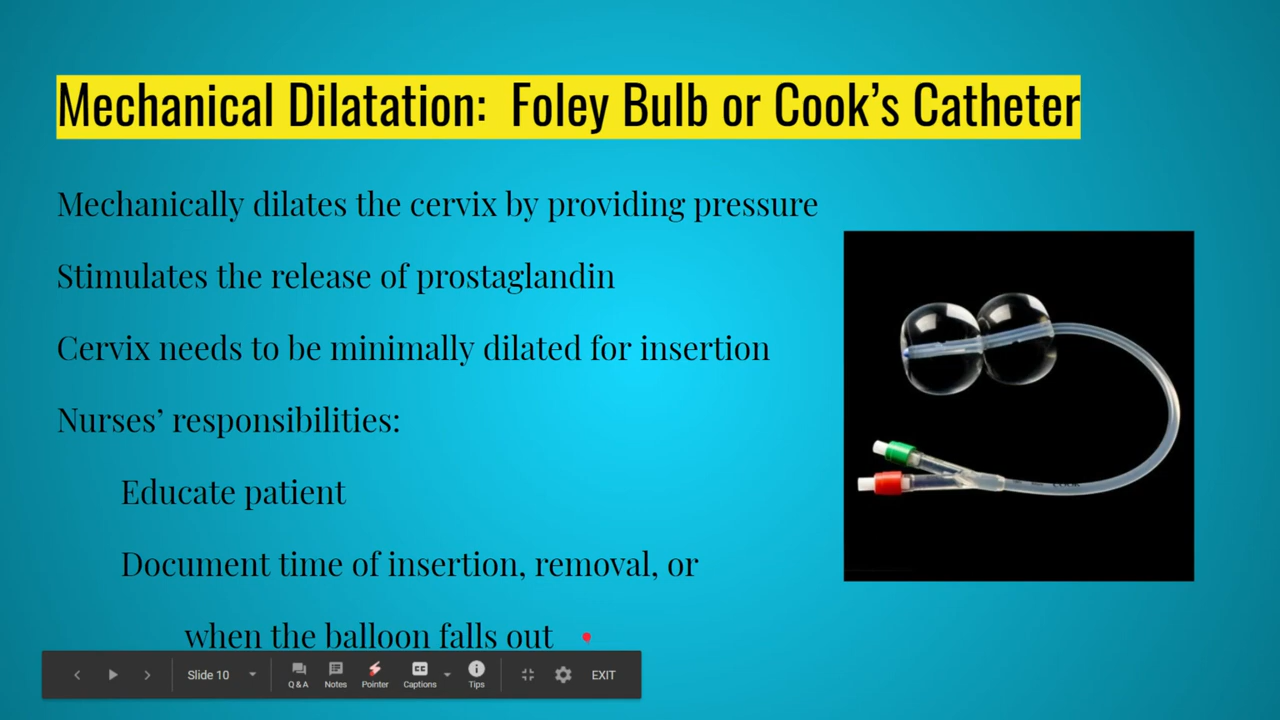 Mechanical Dilatation: Foley Bulb or Cook's Catheter
Mechanically dilates the cervix by providing pressure
Stimulates the release of prostaglandin
Cervix needs to be minimally dilated for insertion
Nurses' responsibilities:
Educate patient
Document time of insertion, removal, or
when the balloon falls out
Slide 10
Q & A
Notes
Pointer
CC
Captions
Tips
EXIT